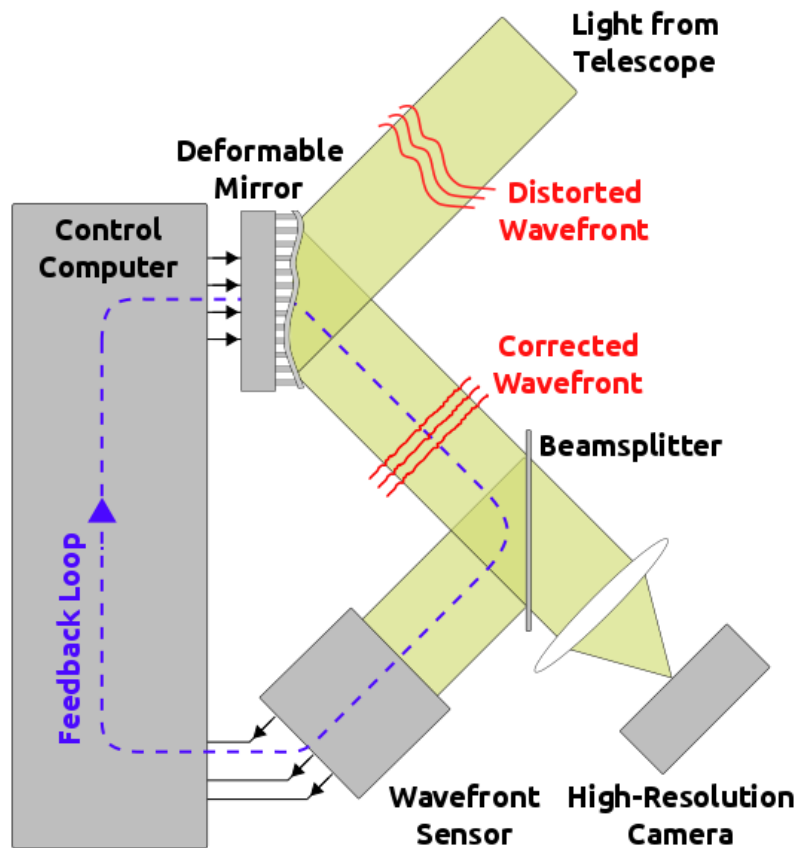 Light from
Telescope
Deformable
Mirror
Distorted
Wavefront
Control
Computer
Corrected
Wavefront
Beamsplitter
Feedback Loop
Wavefront
Sensor
High-Resolution
Camera